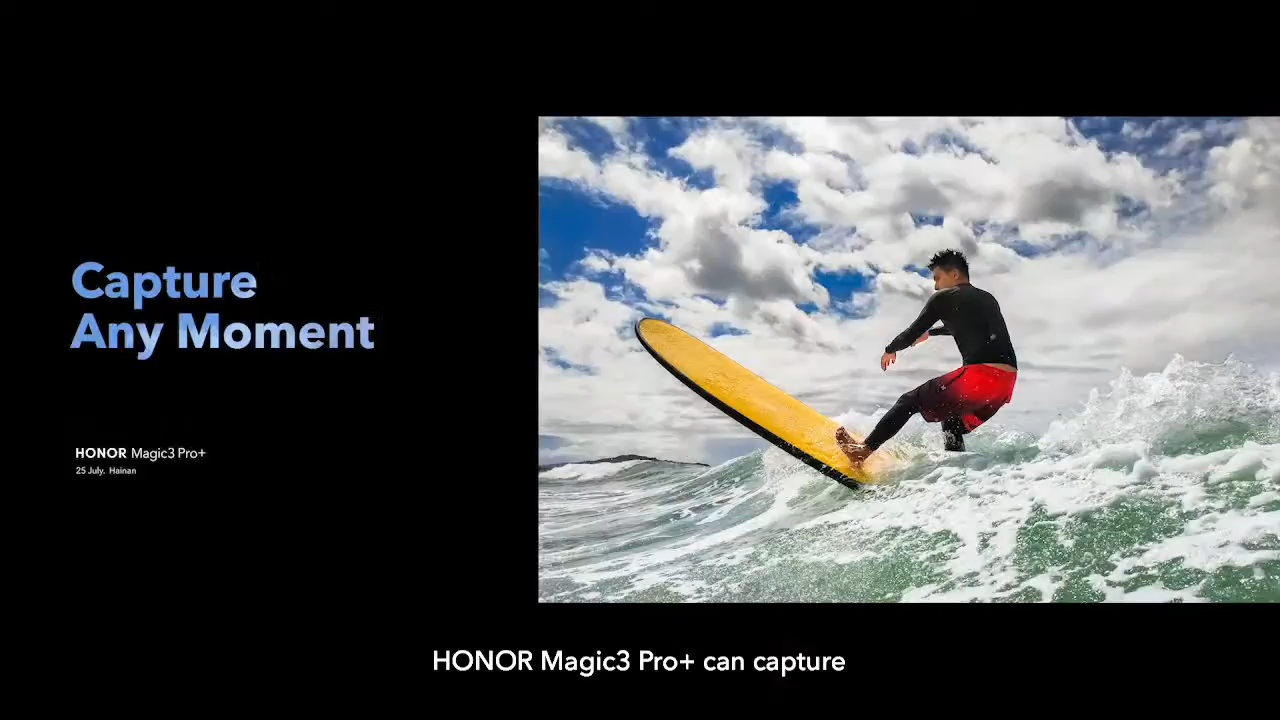 Capture
Any Moment
HONOR Magic3 Pro+
25 July. Hainan
HONOR Magic3 Pro+ can capture